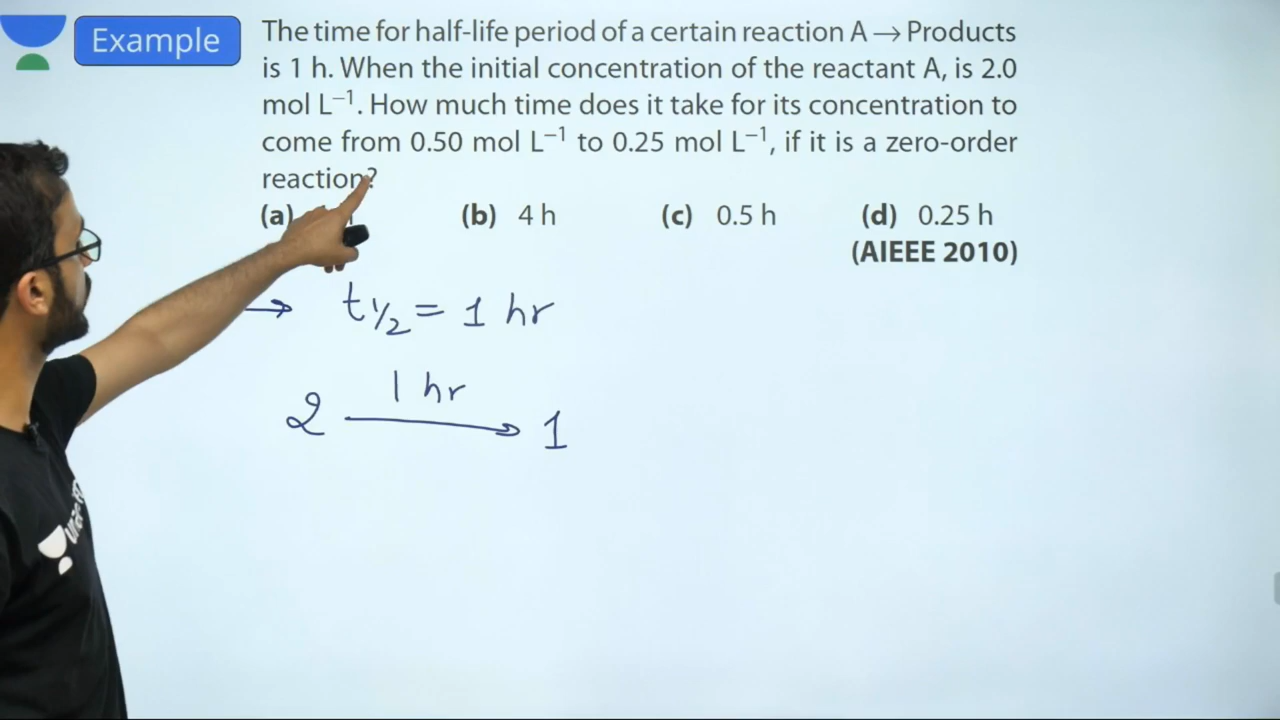 Example
The time for half-life period of a certain reaction A → Products
is 1 h. When the initial concentration of the reactant A, is 2.0
mol L⁻¹. How much time does it take for its concentration to
come from 0.50 mol L⁻¹ to 0.25 mol L⁻¹, if it is a zero-order
reaction?
(a)
(b) 4 h
(c) 0.5 h
(d) 0.25 h
(AIEEE 2010)
→ t½ = 1 hr
1 hr
2 → 1